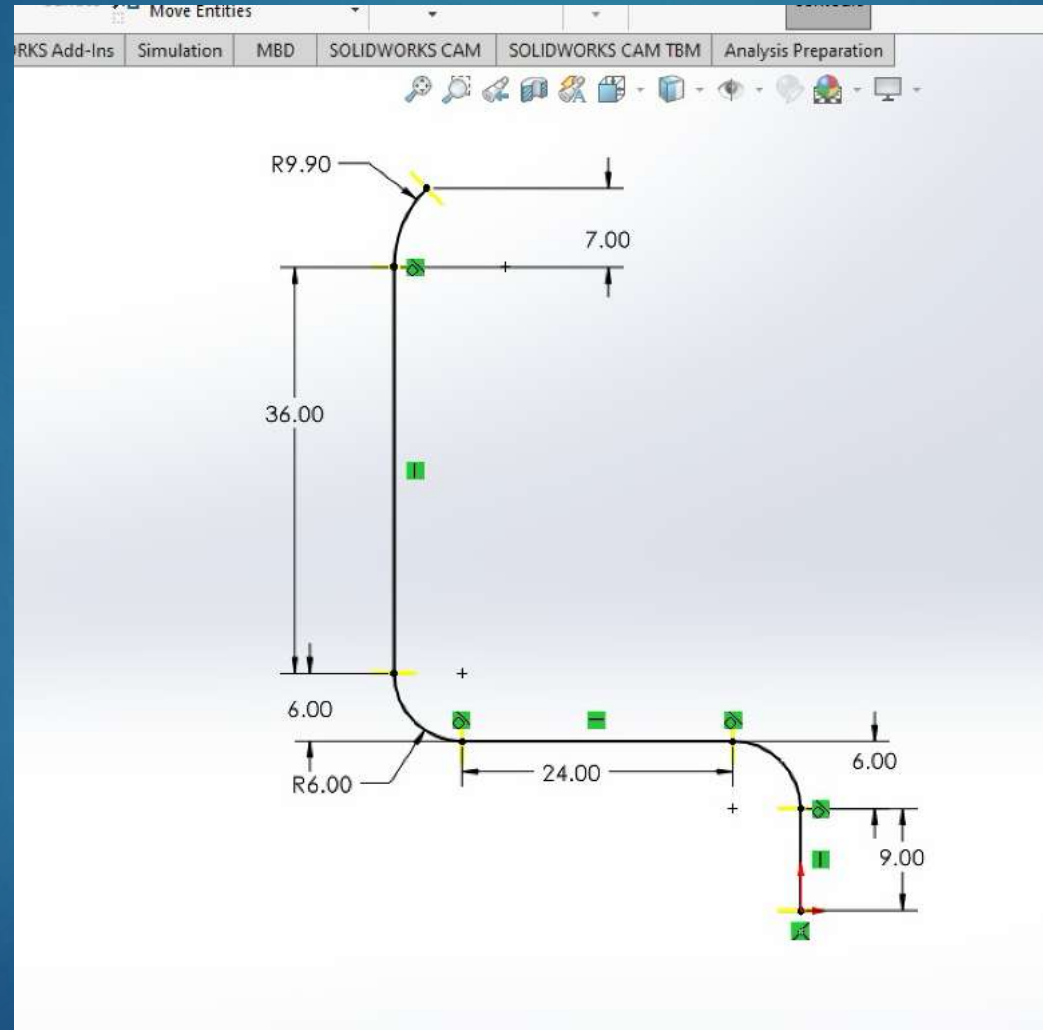 Move Entities
RKS Add-Ins Simulation MBD SOLIDWORKS CAM SOLIDWORKS CAM TBM Analysis Preparation
R9.90
7.00
36.00
6.00
R6.00
24.00
6.00
9.00